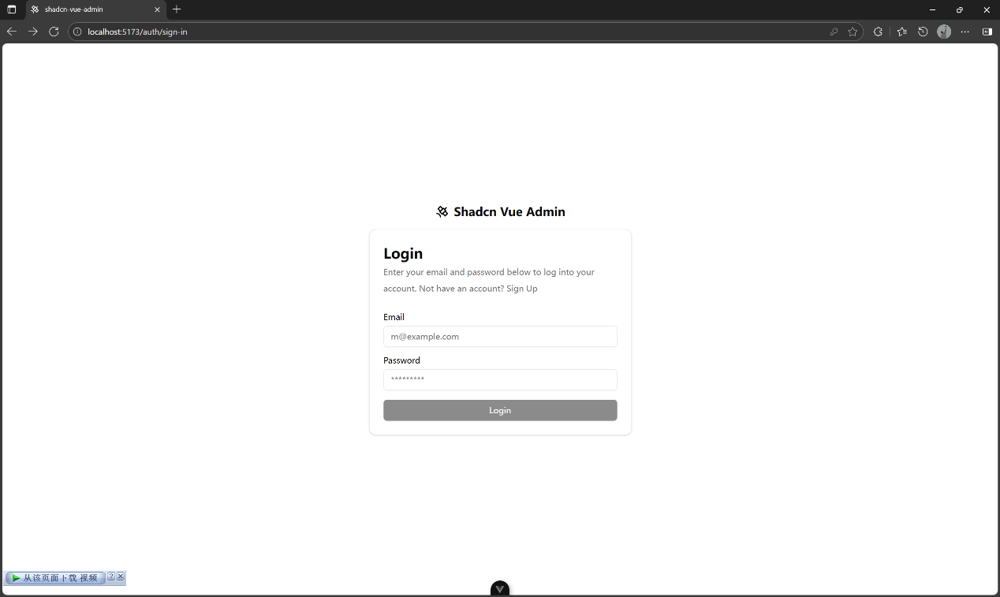 shadcn-vue-admin
localhost:5173/auth/sign-in
Shadcn Vue Admin
Login
Enter your email and password below to log into your
account. Not have an account? Sign Up
Email
m@example.com
Password
*********
Login
从该页面下载 视频 ?